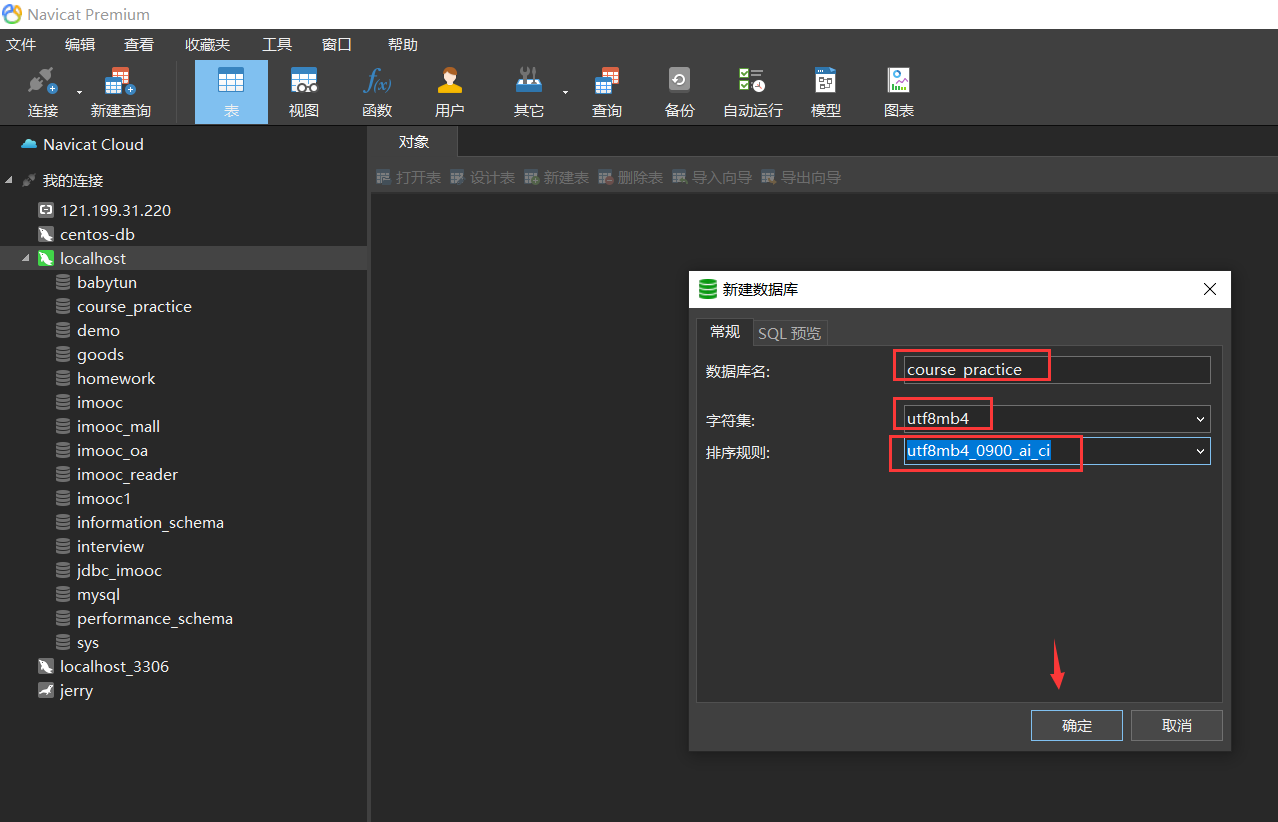 Navicat Premium
文件 编辑 查看 收藏夹 工具 窗口 帮助
连接 新建查询 表 视图 函数 用户 其它 查询 备份 自动运行 模型 图表
Navicat Cloud
对象
我的连接
打开表 设计表 新建表 删除表 导入向导 导出向导
121.199.31.220
centos-db
localhost
babytun
course_practice
demo
goods
homework
imooc
imooc_mall
imooc_oa
imooc_reader
imooc1
information_schema
interview
jdbc_imooc
mysql
performance_schema
sys
localhost_3306
jerry
新建数据库
常规 SQL 预览
数据库名: course_practice
字符集: utf8mb4
排序规则: utf8mb4_0900_ai_ci
确定 取消